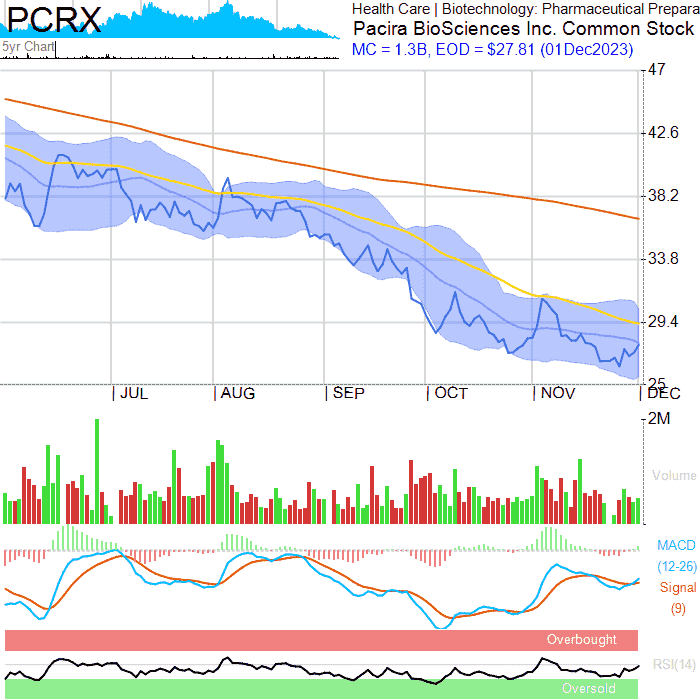 PCRX
5yr Chart
Health Care | Biotechnology: Pharmaceutical Prepara
Pacira BioSciences Inc. Common Stock
MC = 1.3B, EOD = $27.81 (01Dec2023)
47
42.6
38.2
33.8
29.4
25
JUL
AUG
SEP
OCT
NOV
DEC
2M
Volume
MACD
(12-26)
Signal
(9)
Overbought
RSI(14)
Oversold